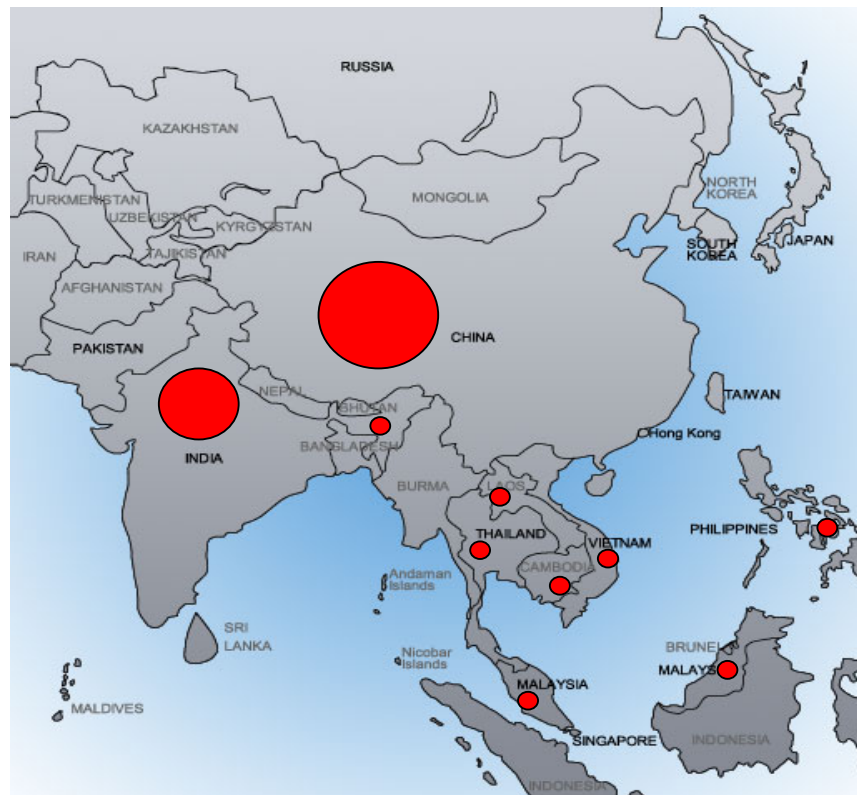 RUSSIA
KAZAKHSTAN
MONGOLIA
NORTH
KOREA
TURKMENISTAN
UZBEKISTAN
KYRGYKISTAN
SOUTH
KOREA
JAPAN
IRAN
TAJIKISTAN
AFGHANISTAN
PAKISTAN
CHINA
NEPAL
BHUTAN
TAIWAN
Hong Kong
BANGLADESH
INDIA
BURMA
LAOS
THAILAND
VIETNAM
PHILIPPINES
CAMBODIA
Andaman
Islands
SRI
LANKA
Nicobar
Islands
BRUNEI
MALAYS
MALAYSIA
MALDIVES
SINGAPORE
INDONESIA
INDONESIA